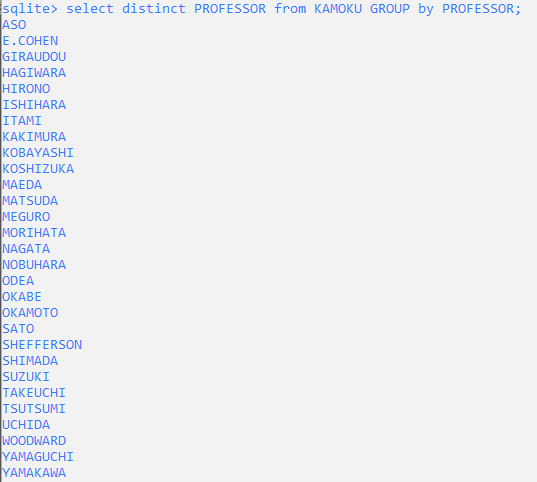 sqlite> select distinct PROFESSOR from KAMOKU GROUP by PROFESSOR;
ASO
E.COHEN
GIRAUDOU
HAGIWARA
HIRONO
ISHIHARA
ITAMI
KAKIMURA
KOBAYASHI
KOSHIZUKA
MAEDA
MATSUDA
MEGURO
MORIHATA
NAGATA
NOBUHARA
ODEA
OKABE
OKAMOTO
SATO
SHEFFERSON
SHIMADA
SUZUKI
TAKEUCHI
TSUTSUMI
UCHIDA
WOODWARD
YAMAGUCHI
YAMAKAWA